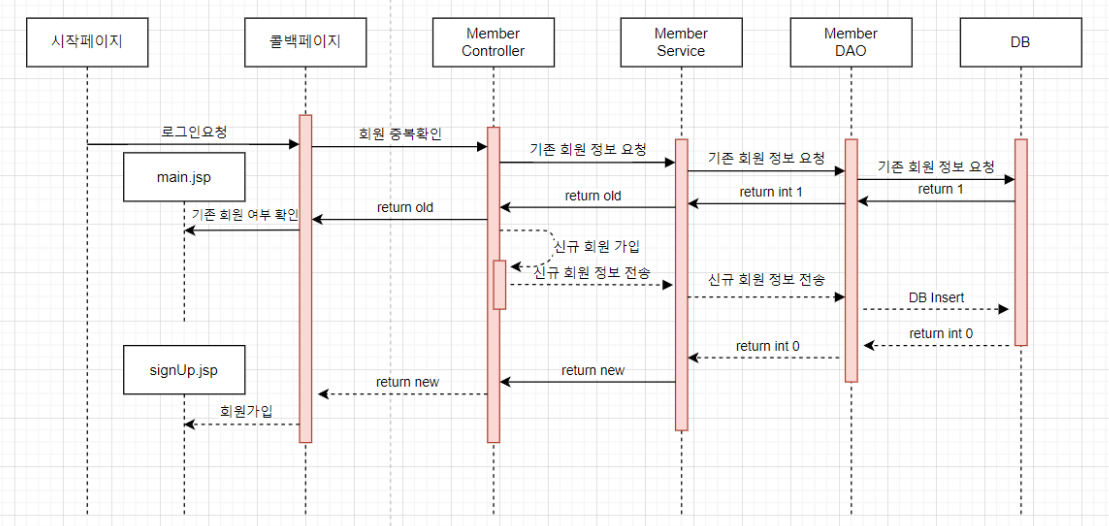 시작페이지
콜백페이지
Member
Controller
Member
Service
Member
DAO
DB
로그인요청
회원 중복확인
기존 회원 정보 요청
기존 회원 정보 요청
기존 회원 정보 요청
main.jsp
return 1
return int 1
return old
return old
기존 회원 여부 확인
신규 회원 가입
신규 회원 정보 전송
신규 회원 정보 전송
DB Insert
return int 0
return int 0
signUp.jsp
return new
return new
회원가입